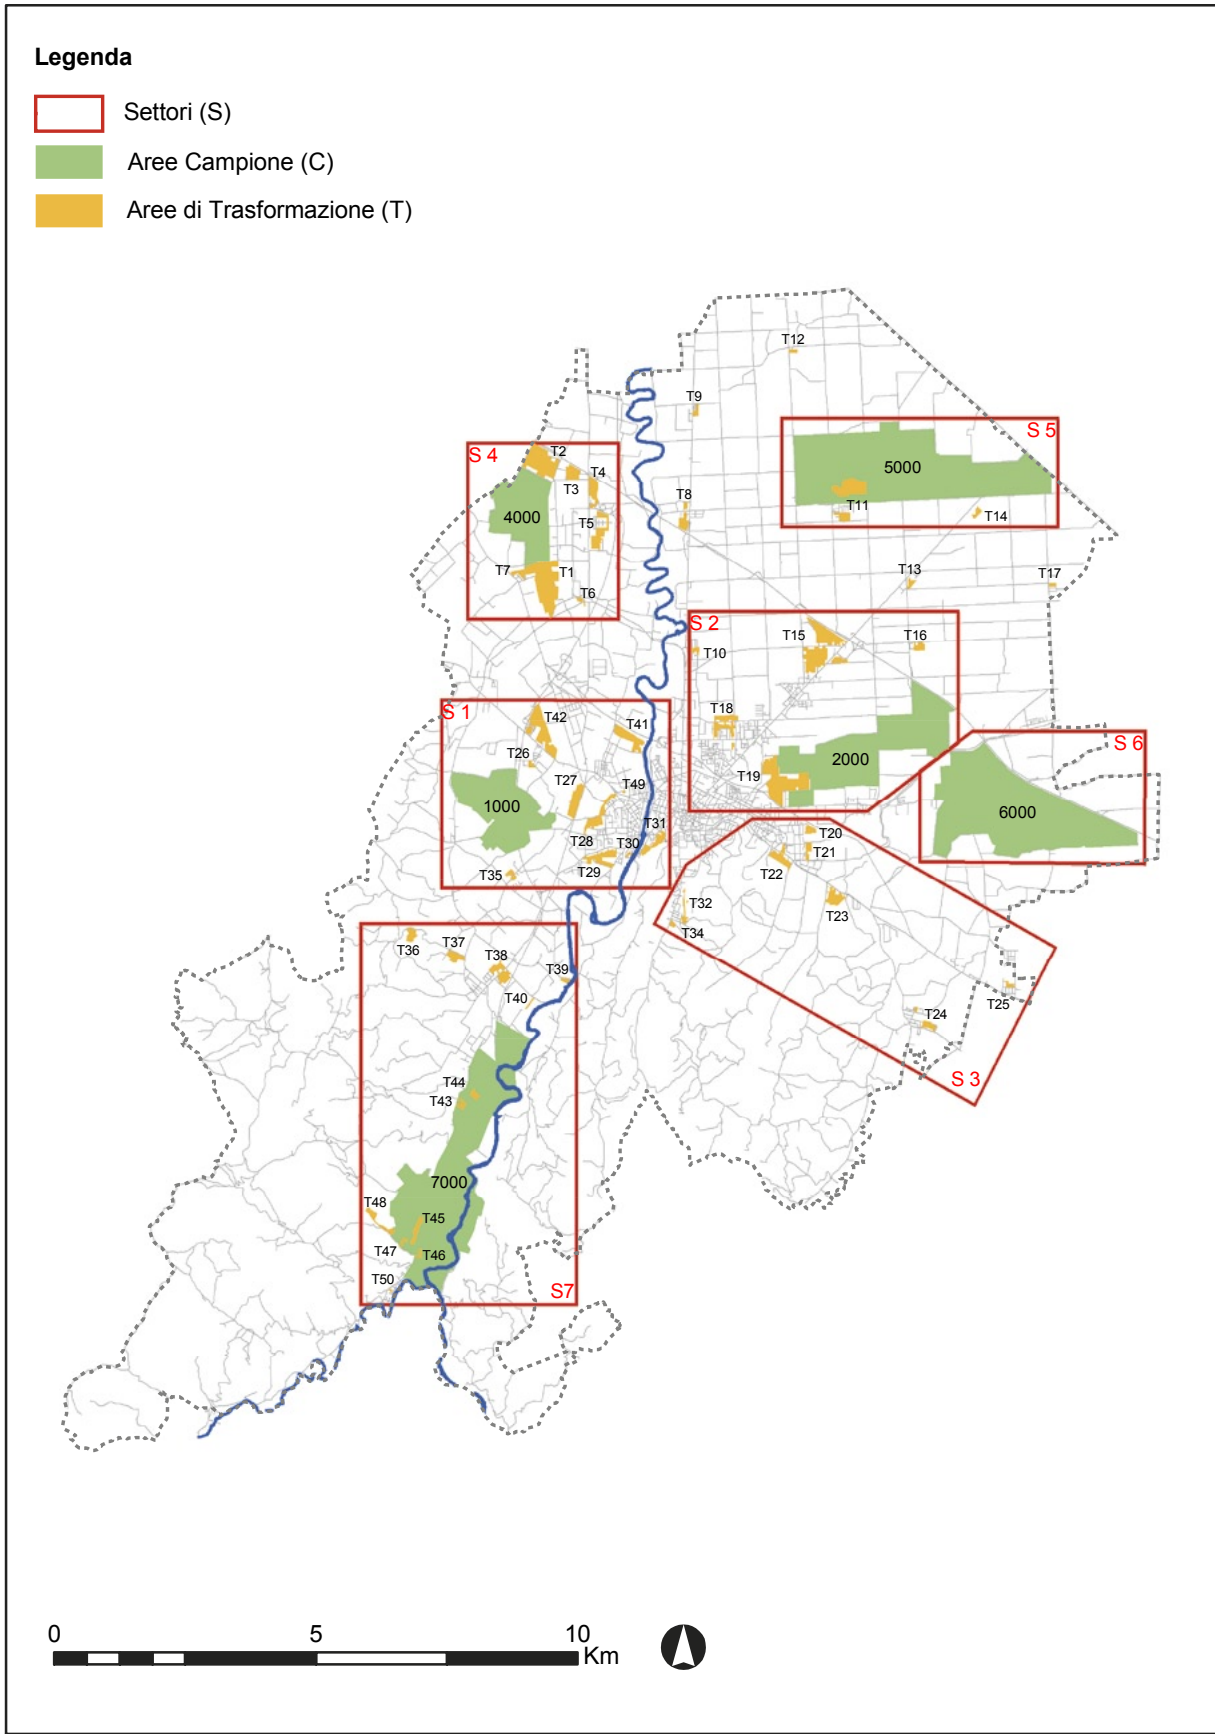 Legenda
Settori (S)
Aree Campione (C)
Aree di Trasformazione (T)
T12
T9
S 5
S 4
T2
5000
T3
T4
T8
4000
T5
T11
T14
T7
T1
T13
T17
T6
S 2
T15
T16
T10
S 1
T42
T41
T18
S 6
T26
2000
T19
T27
T49
1000
6000
T28
T31
T20
T30
T21
T29
T22
T35
T23
T32
T34
T36
T37
T38
T39
T40
T25
T24
S 3
T44
T43
7000
T48
T45
T47
T46
T50
S7
0
5
10
Km